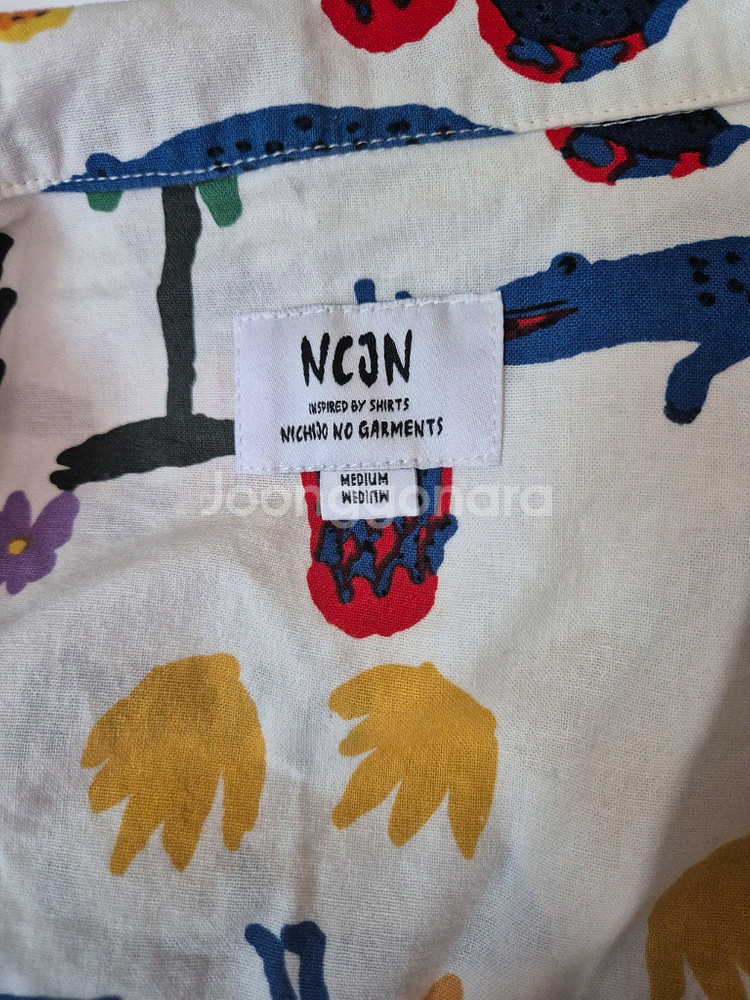 NCJN
INSPIRED BY SHIRTS
NICHIJO NO GARMENTS
MEDIUM
MEDIUM
Joonggonara